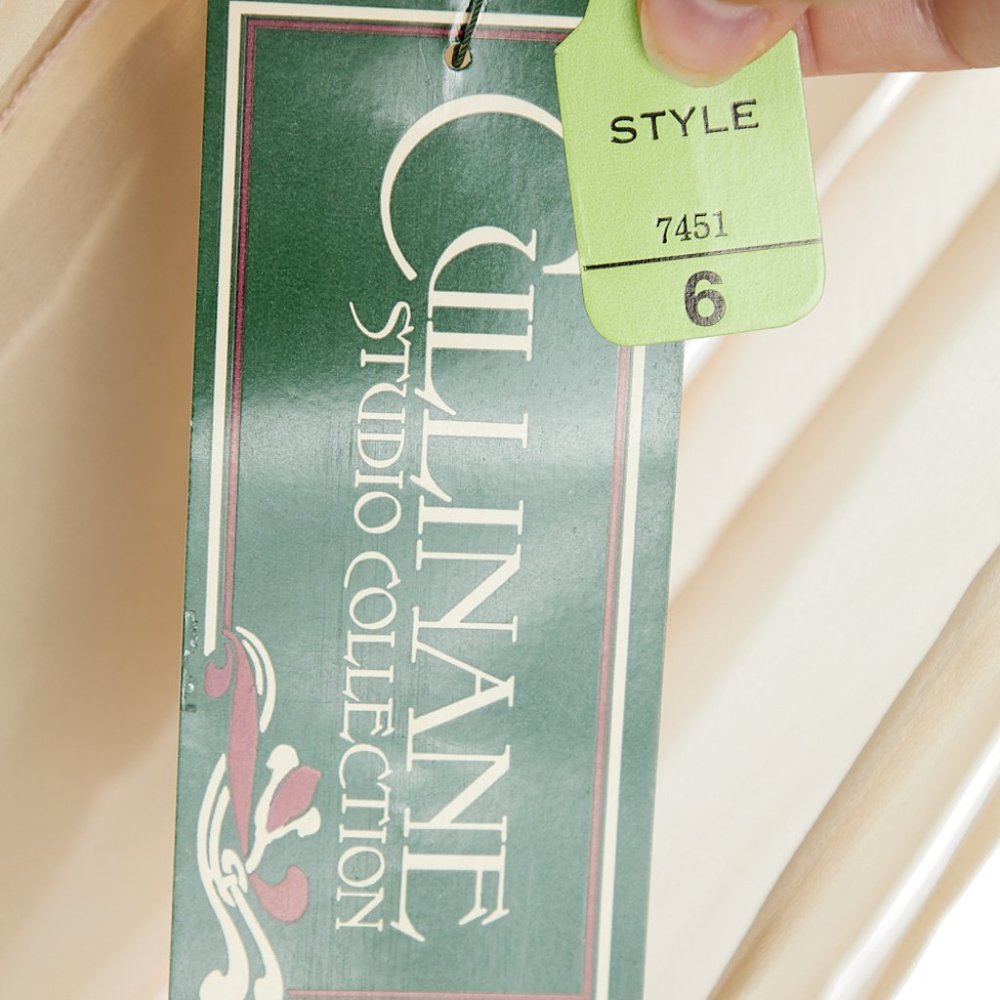 CULLINANE
STUDIO COLLECTION
STYLE
7451
6